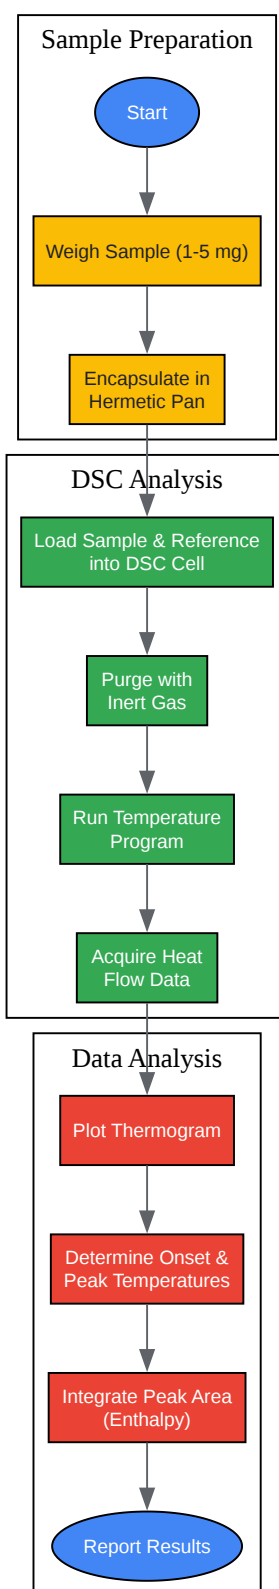 Sample Preparation
Start
Weigh Sample (1-5 mg)
Encapsulate in
Hermetic Pan
DSC Analysis
Load Sample & Reference
into DSC Cell
Purge with
Inert Gas
Run Temperature
Program
Acquire Heat
Flow Data
Data Analysis
Plot Thermogram
Determine Onset &
Peak Temperatures
Integrate Peak Area
(Enthalpy)
Report Results